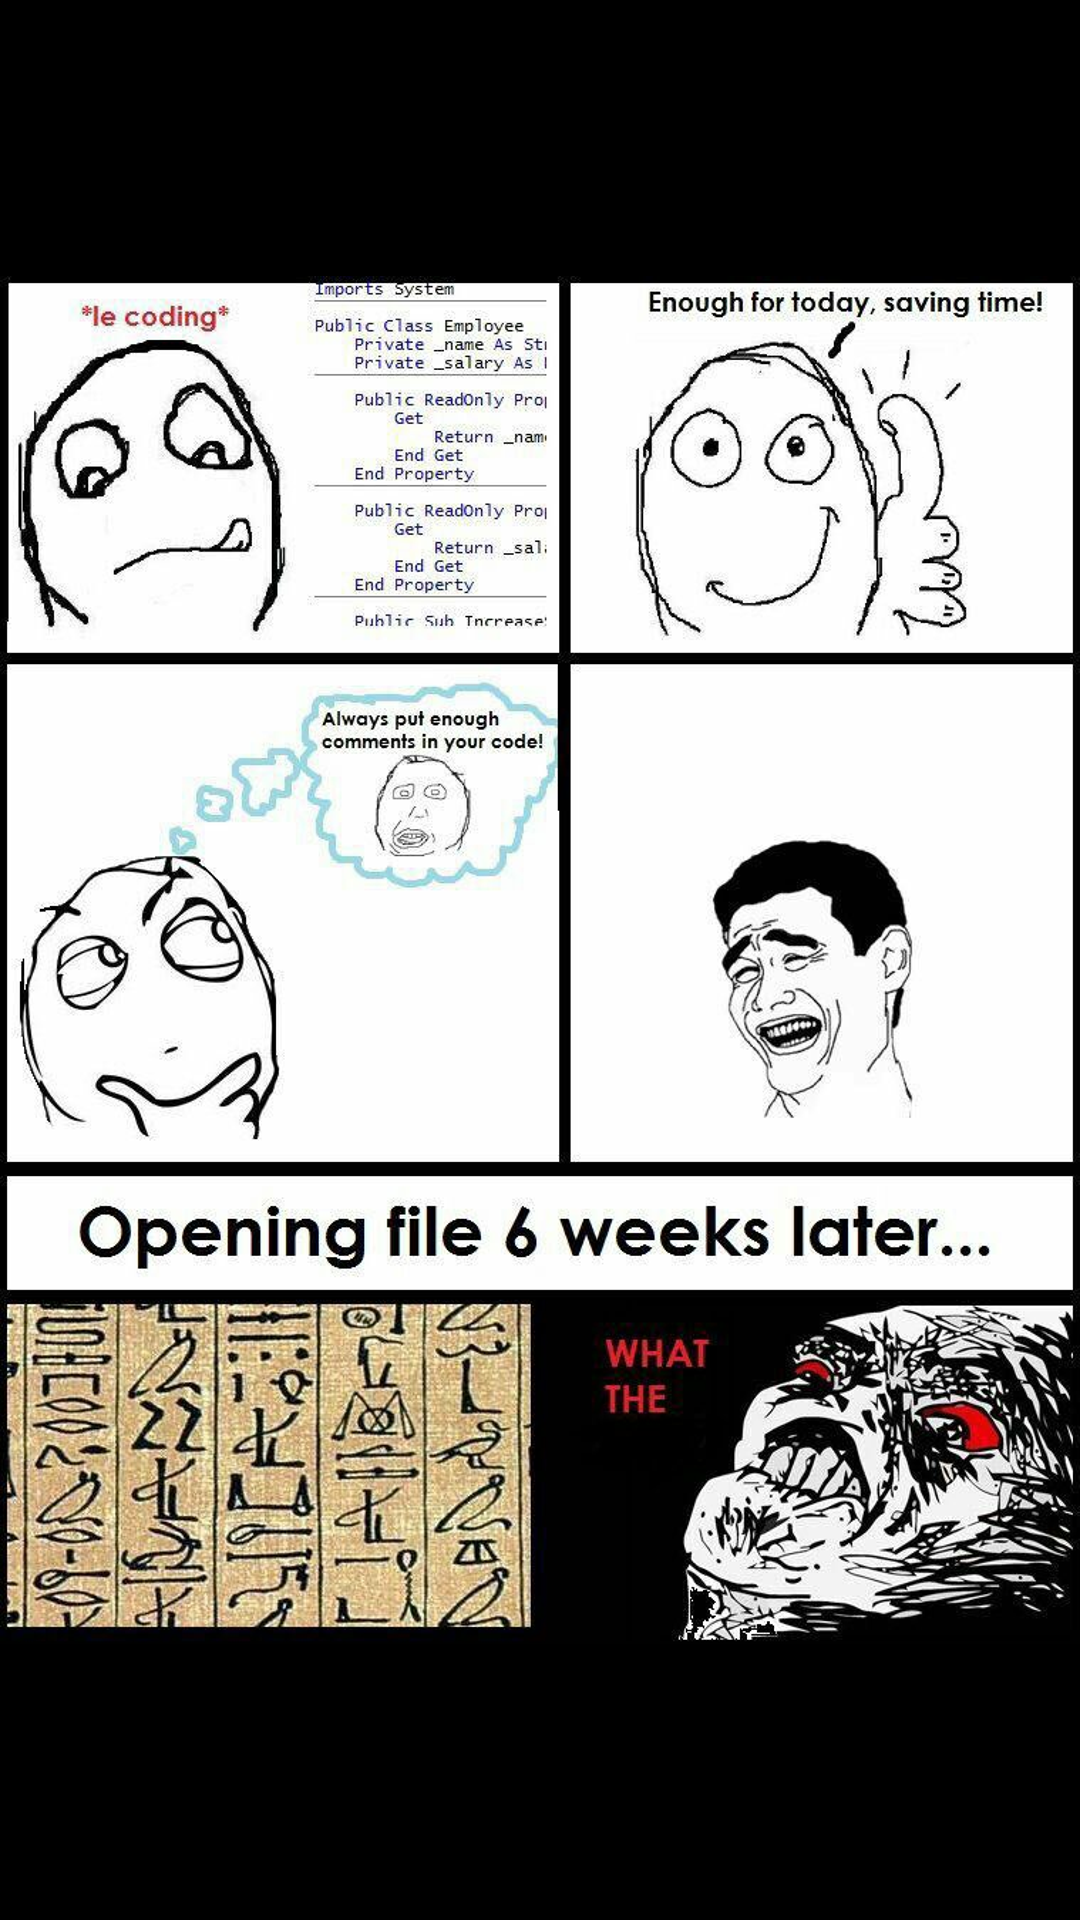 *le coding*
Imports System
Public Class Employee
Private _name As
Private _salary As
Public ReadOnly
Get
Return
End Get
End Property
Public ReadOnly
Get
Return
End Get
End Property
Public Sub
Enough for today, saving time!
Always put enough
comments in your code!
Opening file 6 weeks later...
WHAT
THE